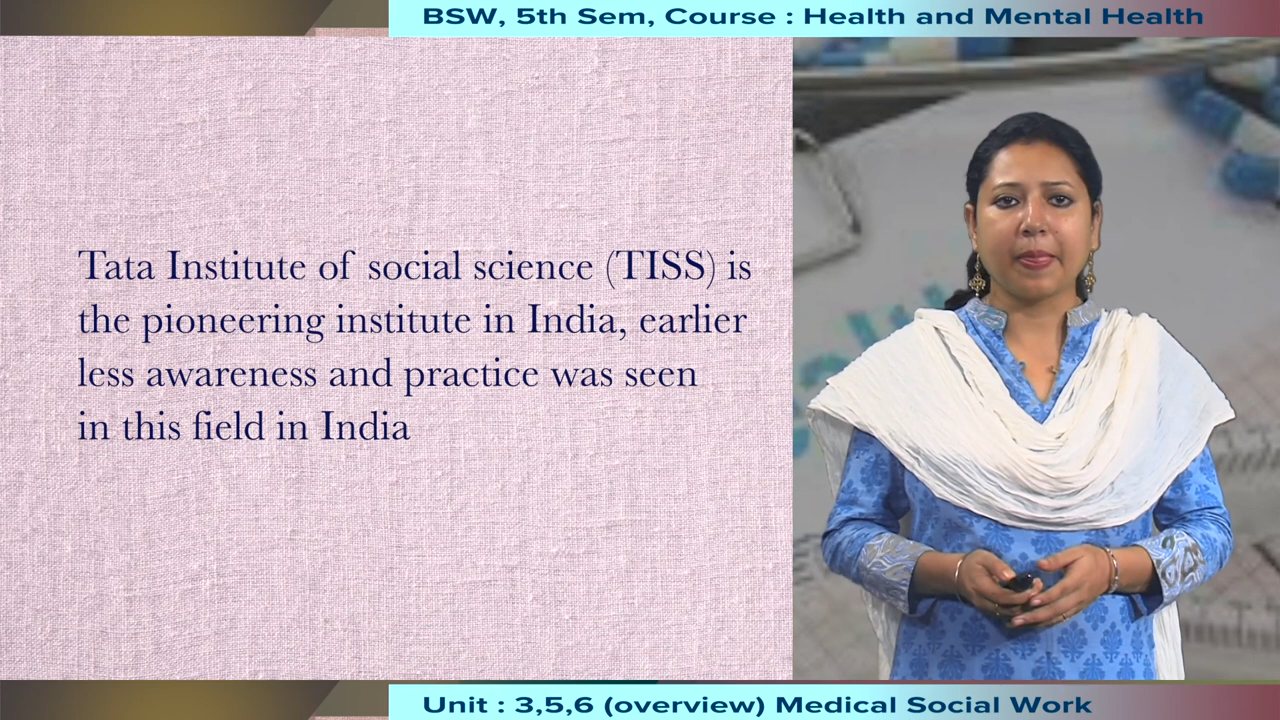 BSW, 5th Sem, Course : Health and Mental Health
Tata Institute of social science (TISS) is
the pioneering institute in India, earlier
less awareness and practice was seen
in this field in India
Unit : 3,5,6 (overview) Medical Social Work